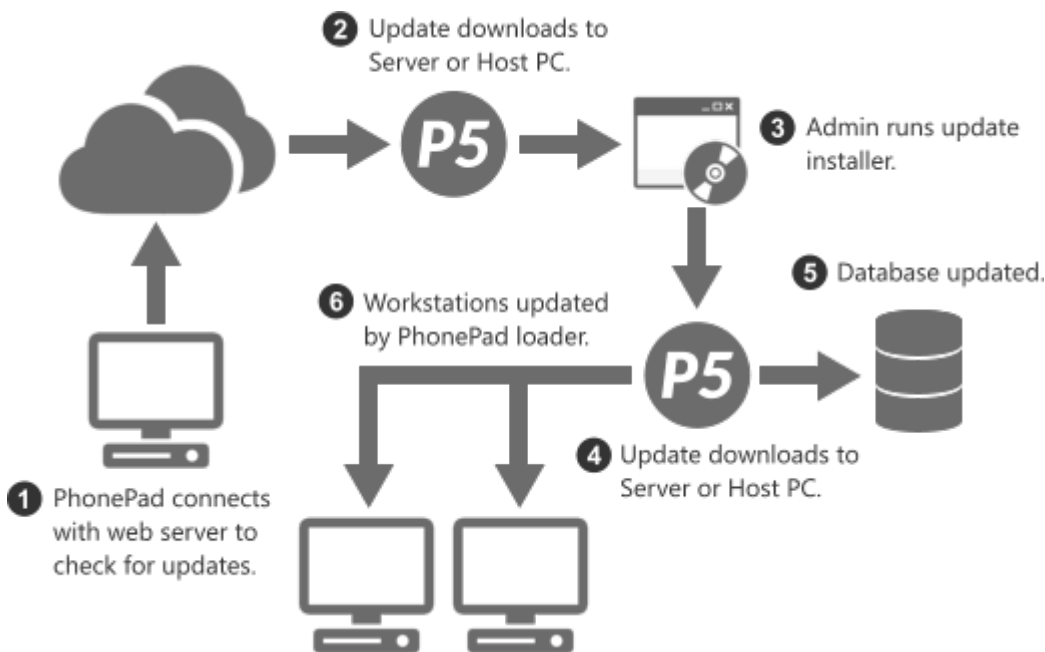 2 Update downloads to
Server or Host PC.
P5
3 Admin runs update
installer.
5 Database updated.
6 Workstations updated
by PhonePad loader.
P5
4 Update downloads to
Server or Host PC.
1 PhonePad connects
with web server to
check for updates.